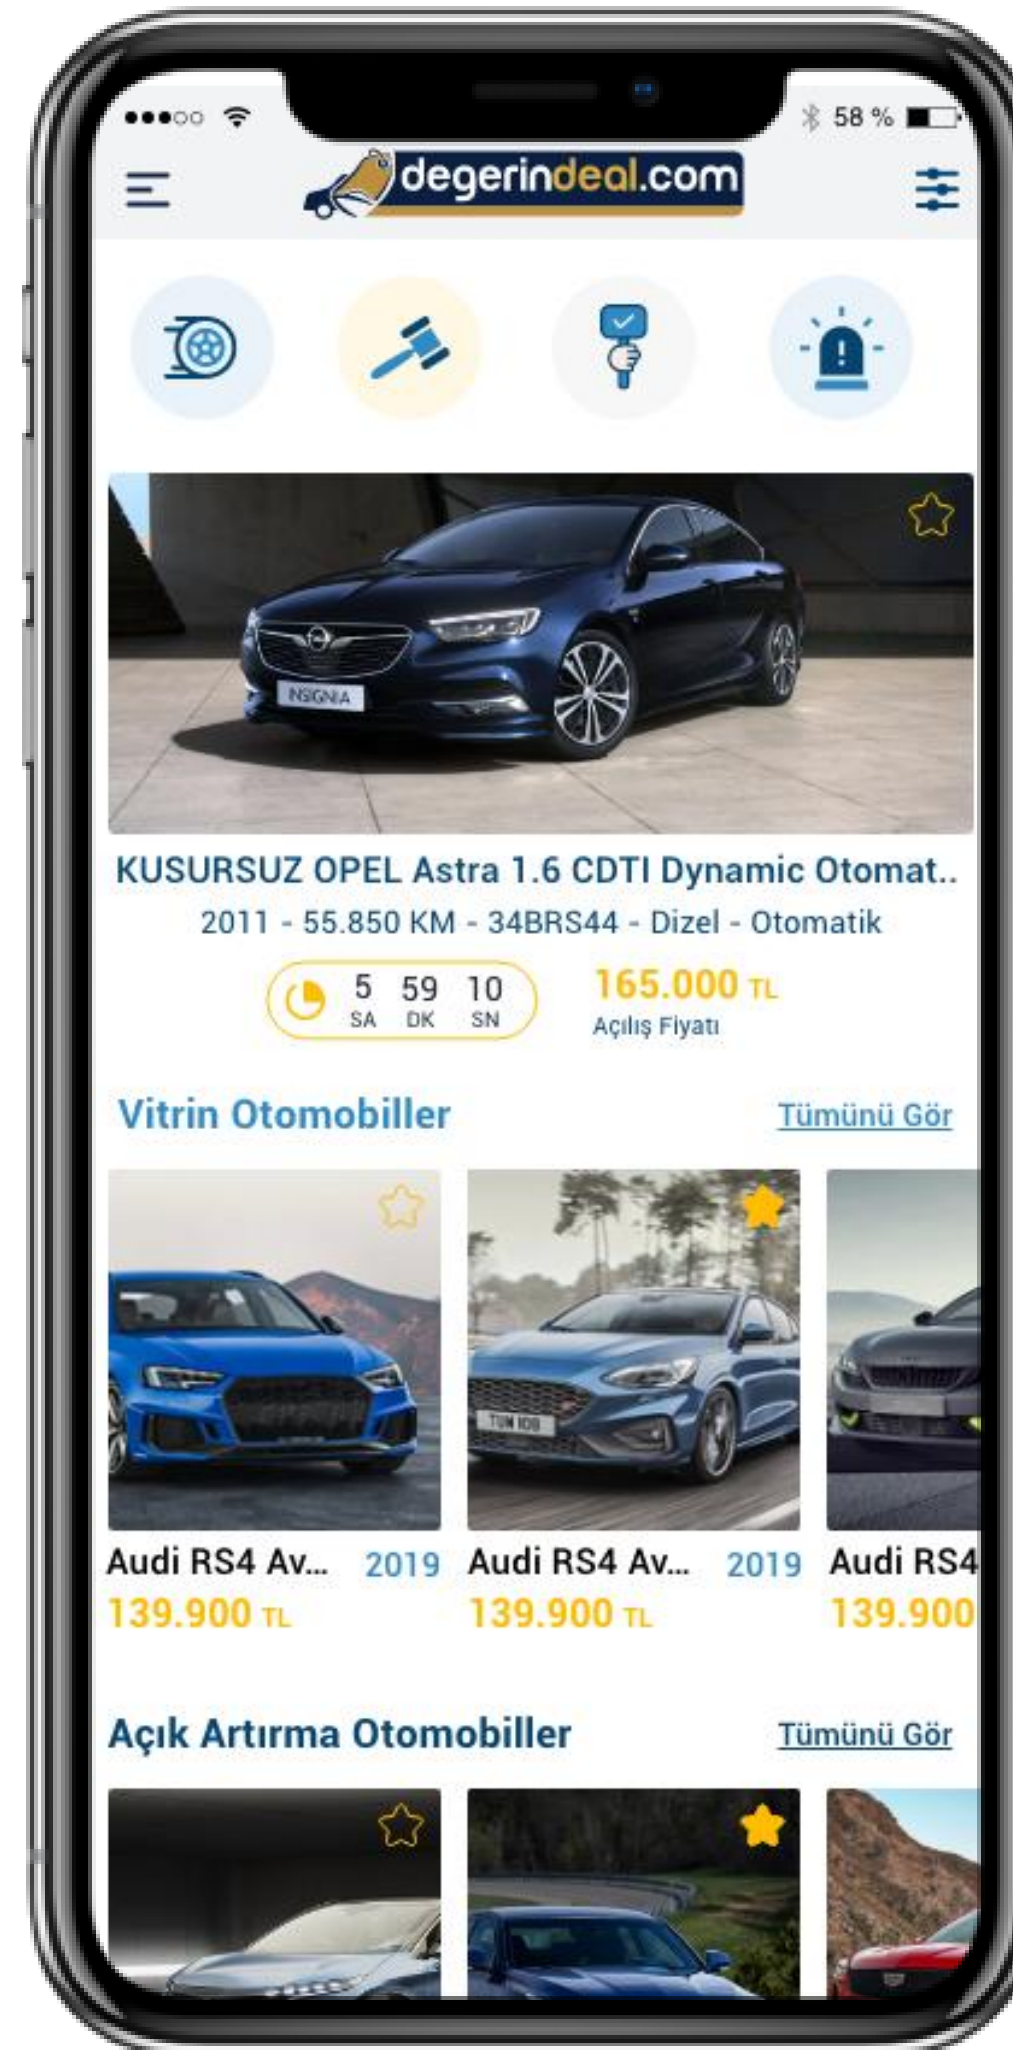 58 %
degerindeal.com
INSIGNIA
KUSURSUZ OPEL Astra 1.6 CDTI Dynamic Otomat..
2011 - 55.850 KM - 34BRS44 - Dizel - Otomatik
5 59 10
SA DK SN
165.000 TL
Açılış Fiyatı
Vitrin Otomobiller
Tümünü Gör
TUM 108
Audi RS4 Av... 2019
139.900 TL
Audi RS4 Av... 2019
139.900 TL
Audi RS4
139.900
Açık Artırma Otomobiller
Tümünü Gör